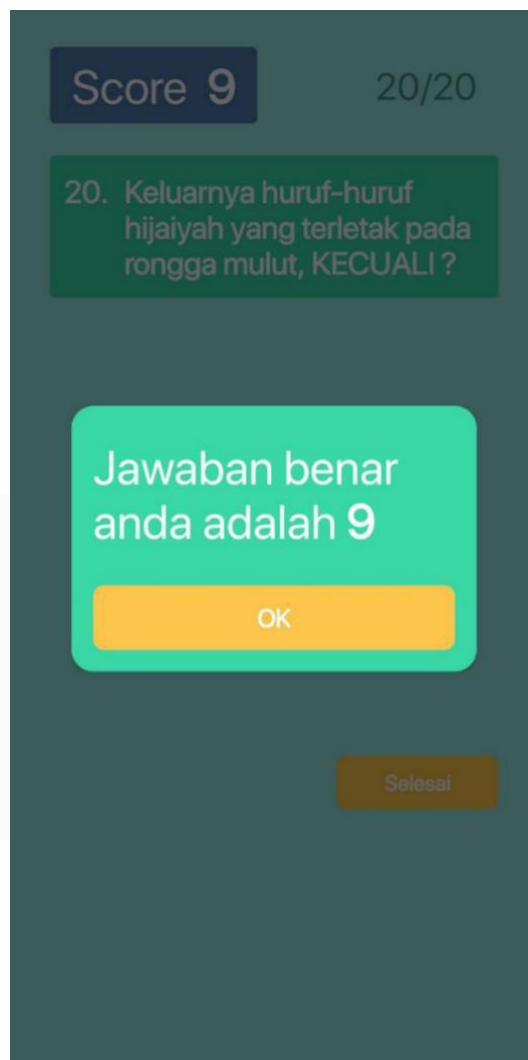 Score 9
20/20
20. Keluarnya huruf-huruf
hijaiyah yang terletak pada
rongga mulut, KECUALI ?
Jawaban benar
anda adalah 9
OK
Selesai